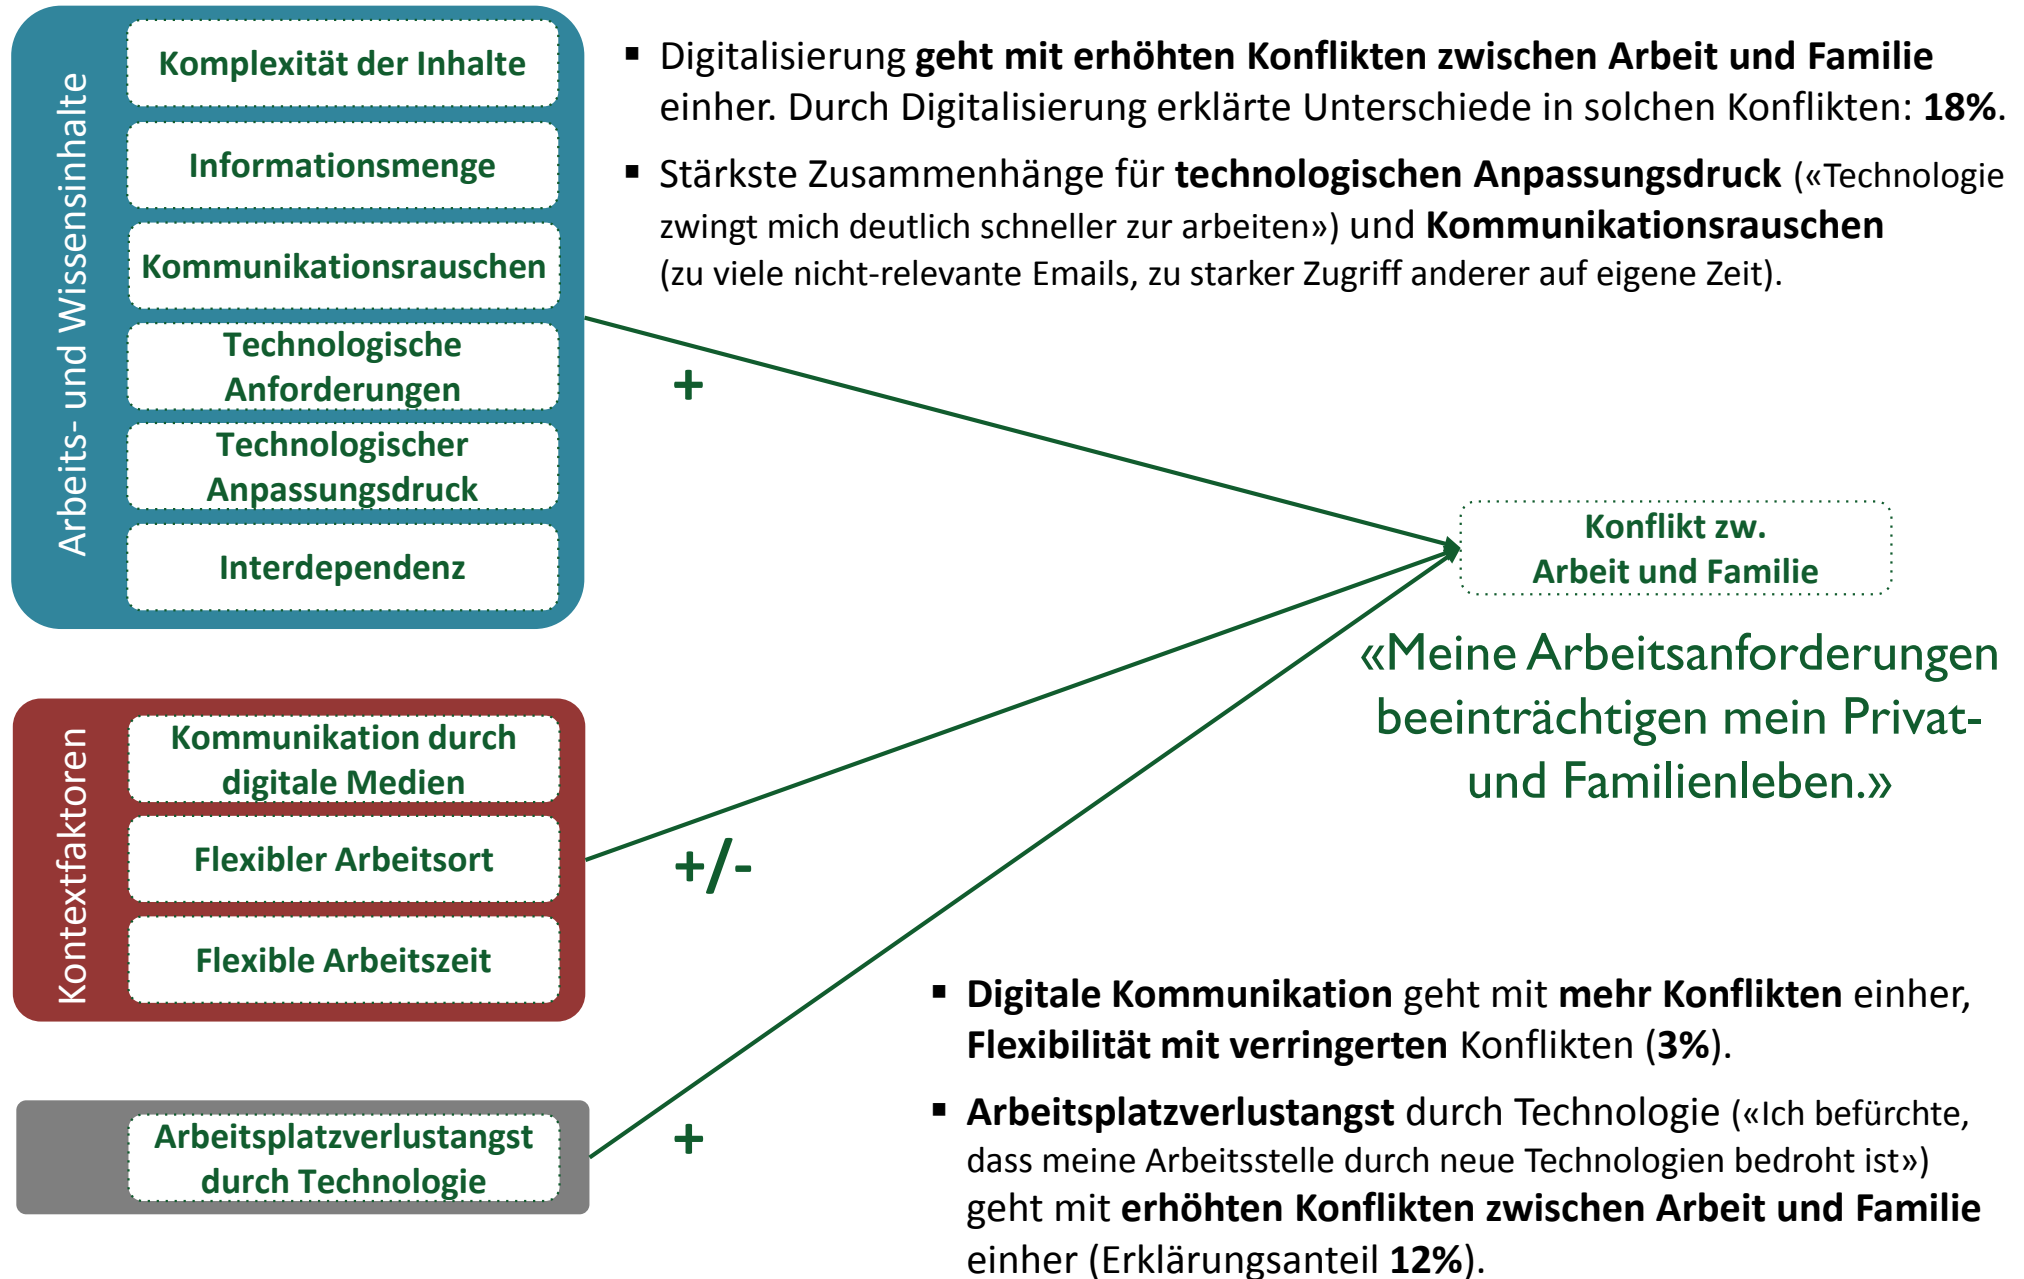 Arbeits- und Wissensinhalte
Komplexität der Inhalte
Informationsmenge
Kommunikationsrauschen
Technologische
Anforderungen
Technologischer
Anpassungsdruck
Interdependenz
▪ Digitalisierung geht mit erhöhten Konflikten zwischen Arbeit und Familie
einher. Durch Digitalisierung erklärte Unterschiede in solchen Konflikten: 18%.
▪ Stärkste Zusammenhänge für technologischen Anpassungsdruck («Technologie
zwingt mich deutlich schneller zur arbeiten») und Kommunikationsrauschen
(zu viele nicht-relevante Emails, zu starker Zugriff anderer auf eigene Zeit).
+
Konflikt zw.
Arbeit und Familie
«Meine Arbeitsanforderungen
beeinträchtigen mein Privat-
und Familienleben.»
Kontextfaktoren
Kommunikation durch
digitale Medien
Flexibler Arbeitsort
Flexible Arbeitszeit
+/-
▪ Digitale Kommunikation geht mit mehr Konflikten einher,
Flexibilität mit verringerten Konflikten (3%).
Arbeitsplatzverlustangst
durch Technologie
+
▪ Arbeitsplatzverlustangst durch Technologie («Ich befürchte,
dass meine Arbeitsstelle durch neue Technologien bedroht ist»)
geht mit erhöhten Konflikten zwischen Arbeit und Familie
einher (Erklärungsanteil 12%).